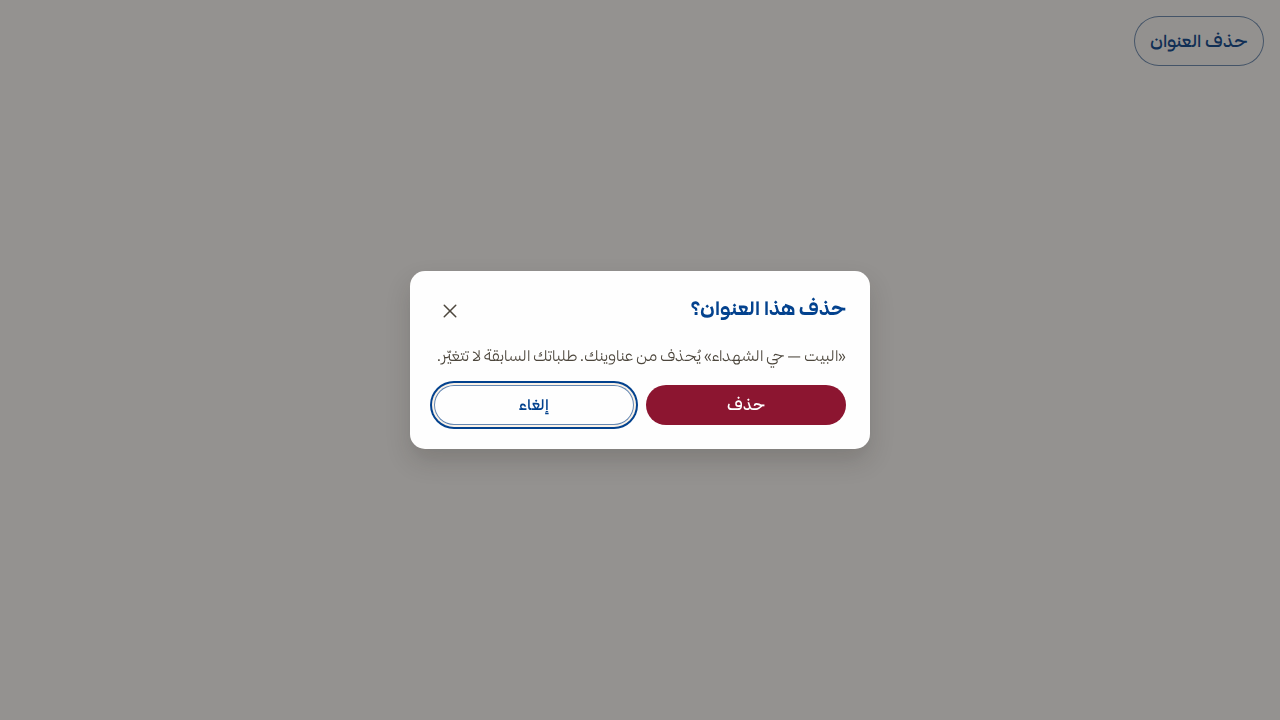 حذف العنوان
حذف هذا العنوان؟
«البيت — حي الشهداء» يُحذف من عناوينك. طلباتك السابقة لا تتغيّر.
حذف
إلغاء